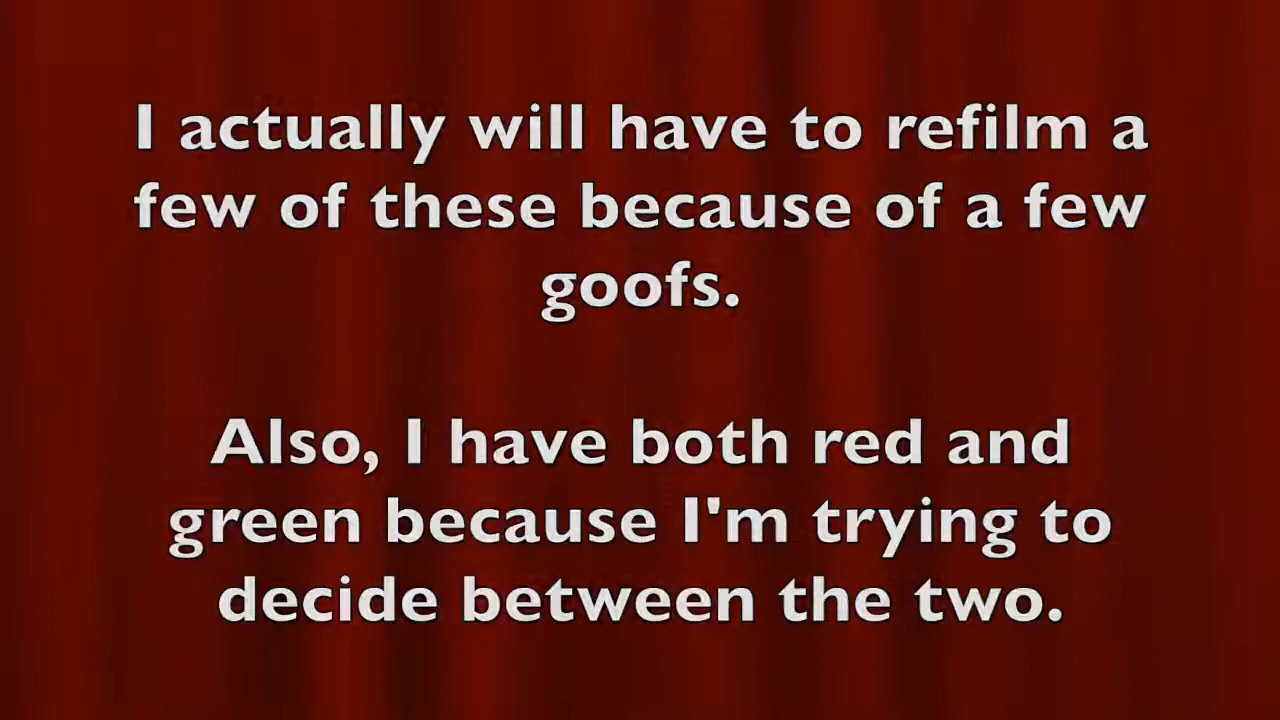 I actually will have to refilm a
few of these because of a few
goofs.
Also, I have both red and
green because I'm trying to
decide between the two.